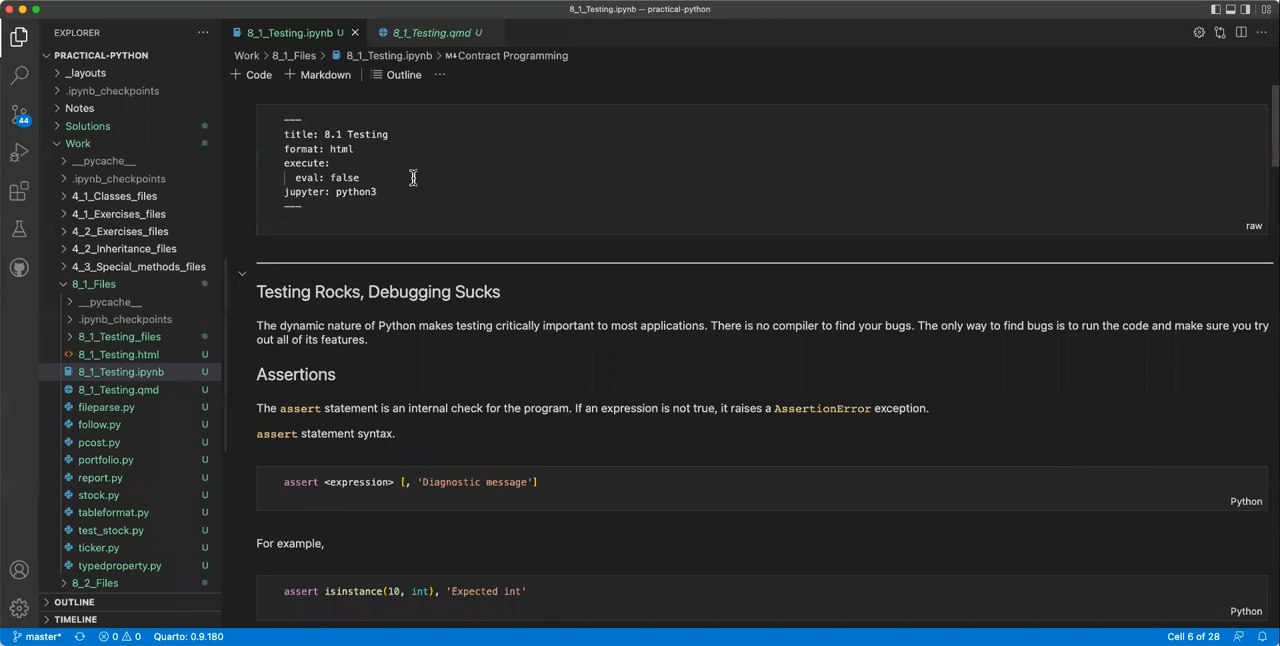 8_1_Testing.ipynb — practical-python
EXPLORER
PRACTICAL-PYTHON
_layouts
.ipynb_checkpoints
Notes
Solutions
Work
__pycache__
.ipynb_checkpoints
4_1_Classes_files
4_1_Exercises_files
4_2_Exercises_files
4_2_Inheritance_files
4_3_Special_methods_files
8_1_Files
__pycache__
.ipynb_checkpoints
8_1_Testing_files
8_1_Testing.html U
8_1_Testing.ipynb U
8_1_Testing.qmd U
fileparse.py U
follow.py U
pcost.py U
portfolio.py U
report.py U
stock.py U
tableformat.py U
test_stock.py U
ticker.py U
typedproperty.py U
8_2_Files
OUTLINE
TIMELINE
44
8_1_Testing.ipynb U
8_1_Testing.qmd U
Work > 8_1_Files > 8_1_Testing.ipynb > M Contract Programming
+ Code + Markdown Outline ...
---
title: 8.1 Testing
format: html
execute:
eval: false
jupyter: python3
---
raw
Testing Rocks, Debugging Sucks
The dynamic nature of Python makes testing critically important to most applications. There is no compiler to find your bugs. The only way to find bugs is to run the code and make sure you try
out all of its features.
Assertions
The assert statement is an internal check for the program. If an expression is not true, it raises a AssertionError exception.
assert statement syntax.
assert <expression> [, 'Diagnostic message']
Python
For example,
assert isinstance(10, int), 'Expected int'
Python
master* 0 0 Quarto: 0.9.180 Cell 6 of 28